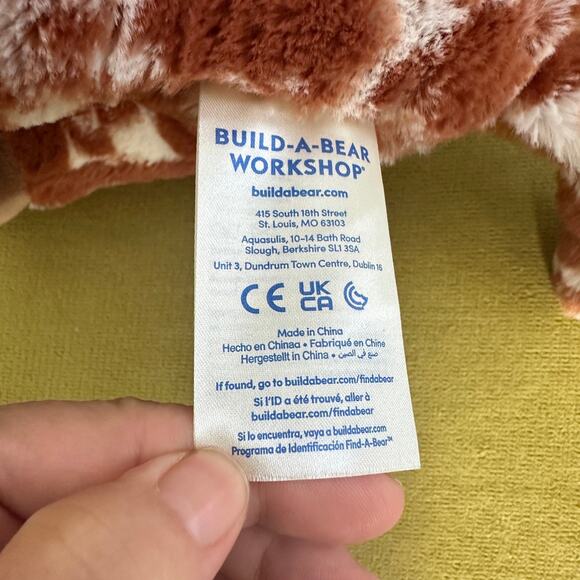 BUILD-A-BEAR
WORKSHOP®
buildabear.com
415 South 18th Street
St. Louis, MO 63103
Aquasulis, 10-14 Bath Road
Slough, Berkshire SL1 3SA
Unit 3, Dundrum Town Centre, Dublin 16
CE UK CA
Made in China
Hecho en Chinaa • Fabriqué en Chine
Hergestellt in China • صنع في الصين
If found, go to buildabear.com/findabear
Si l'ID a été trouvé, aller à
buildabear.com/findabear
Si lo encuentra, vaya a buildabear.com
Programa de Identificación Find-A-Bear™